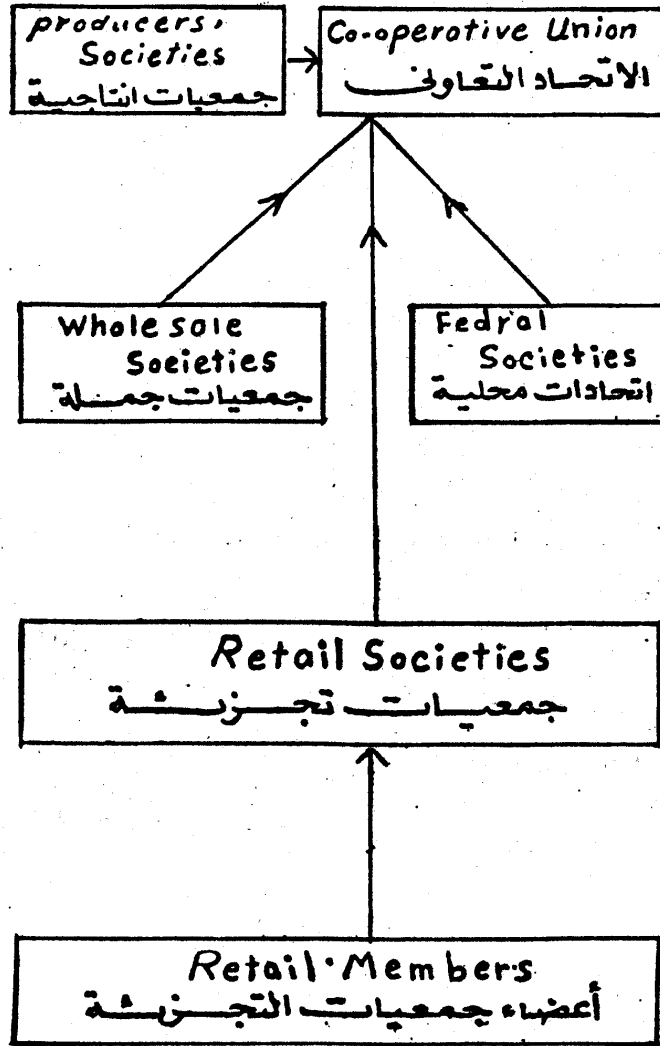 producers,
Societies
جمعيات انتاجية
Co-operative Union
الاتحاد التعاونى
Whole sale
Societies
جمعيات جملة
Fedral
Societies
اتحادات محلية
Retail Societies
جمعيات تجزئة
Retail Members
أعضاء جمعيات التجزئة